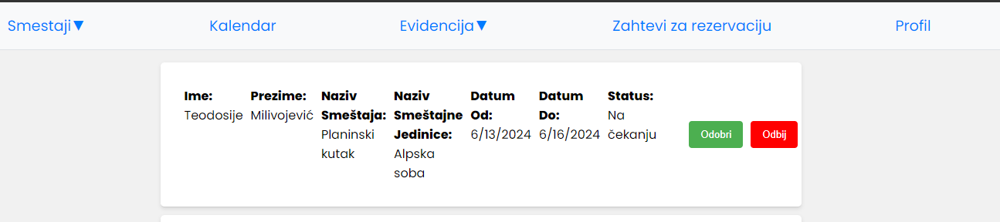 Smestaji▼ Kalendar Evidencija▼ Zahtevi za rezervaciju Profil
Ime:
Teodosije
Prezime:
Milivojević
Naziv
Smeštaja:
Planinski
kutak
Naziv
Smeštajne
Jedinice:
Alpska
soba
Datum
Od:
6/13/2024
Datum
Do:
6/16/2024
Status:
Na
čekanju
Odobri
Odbij